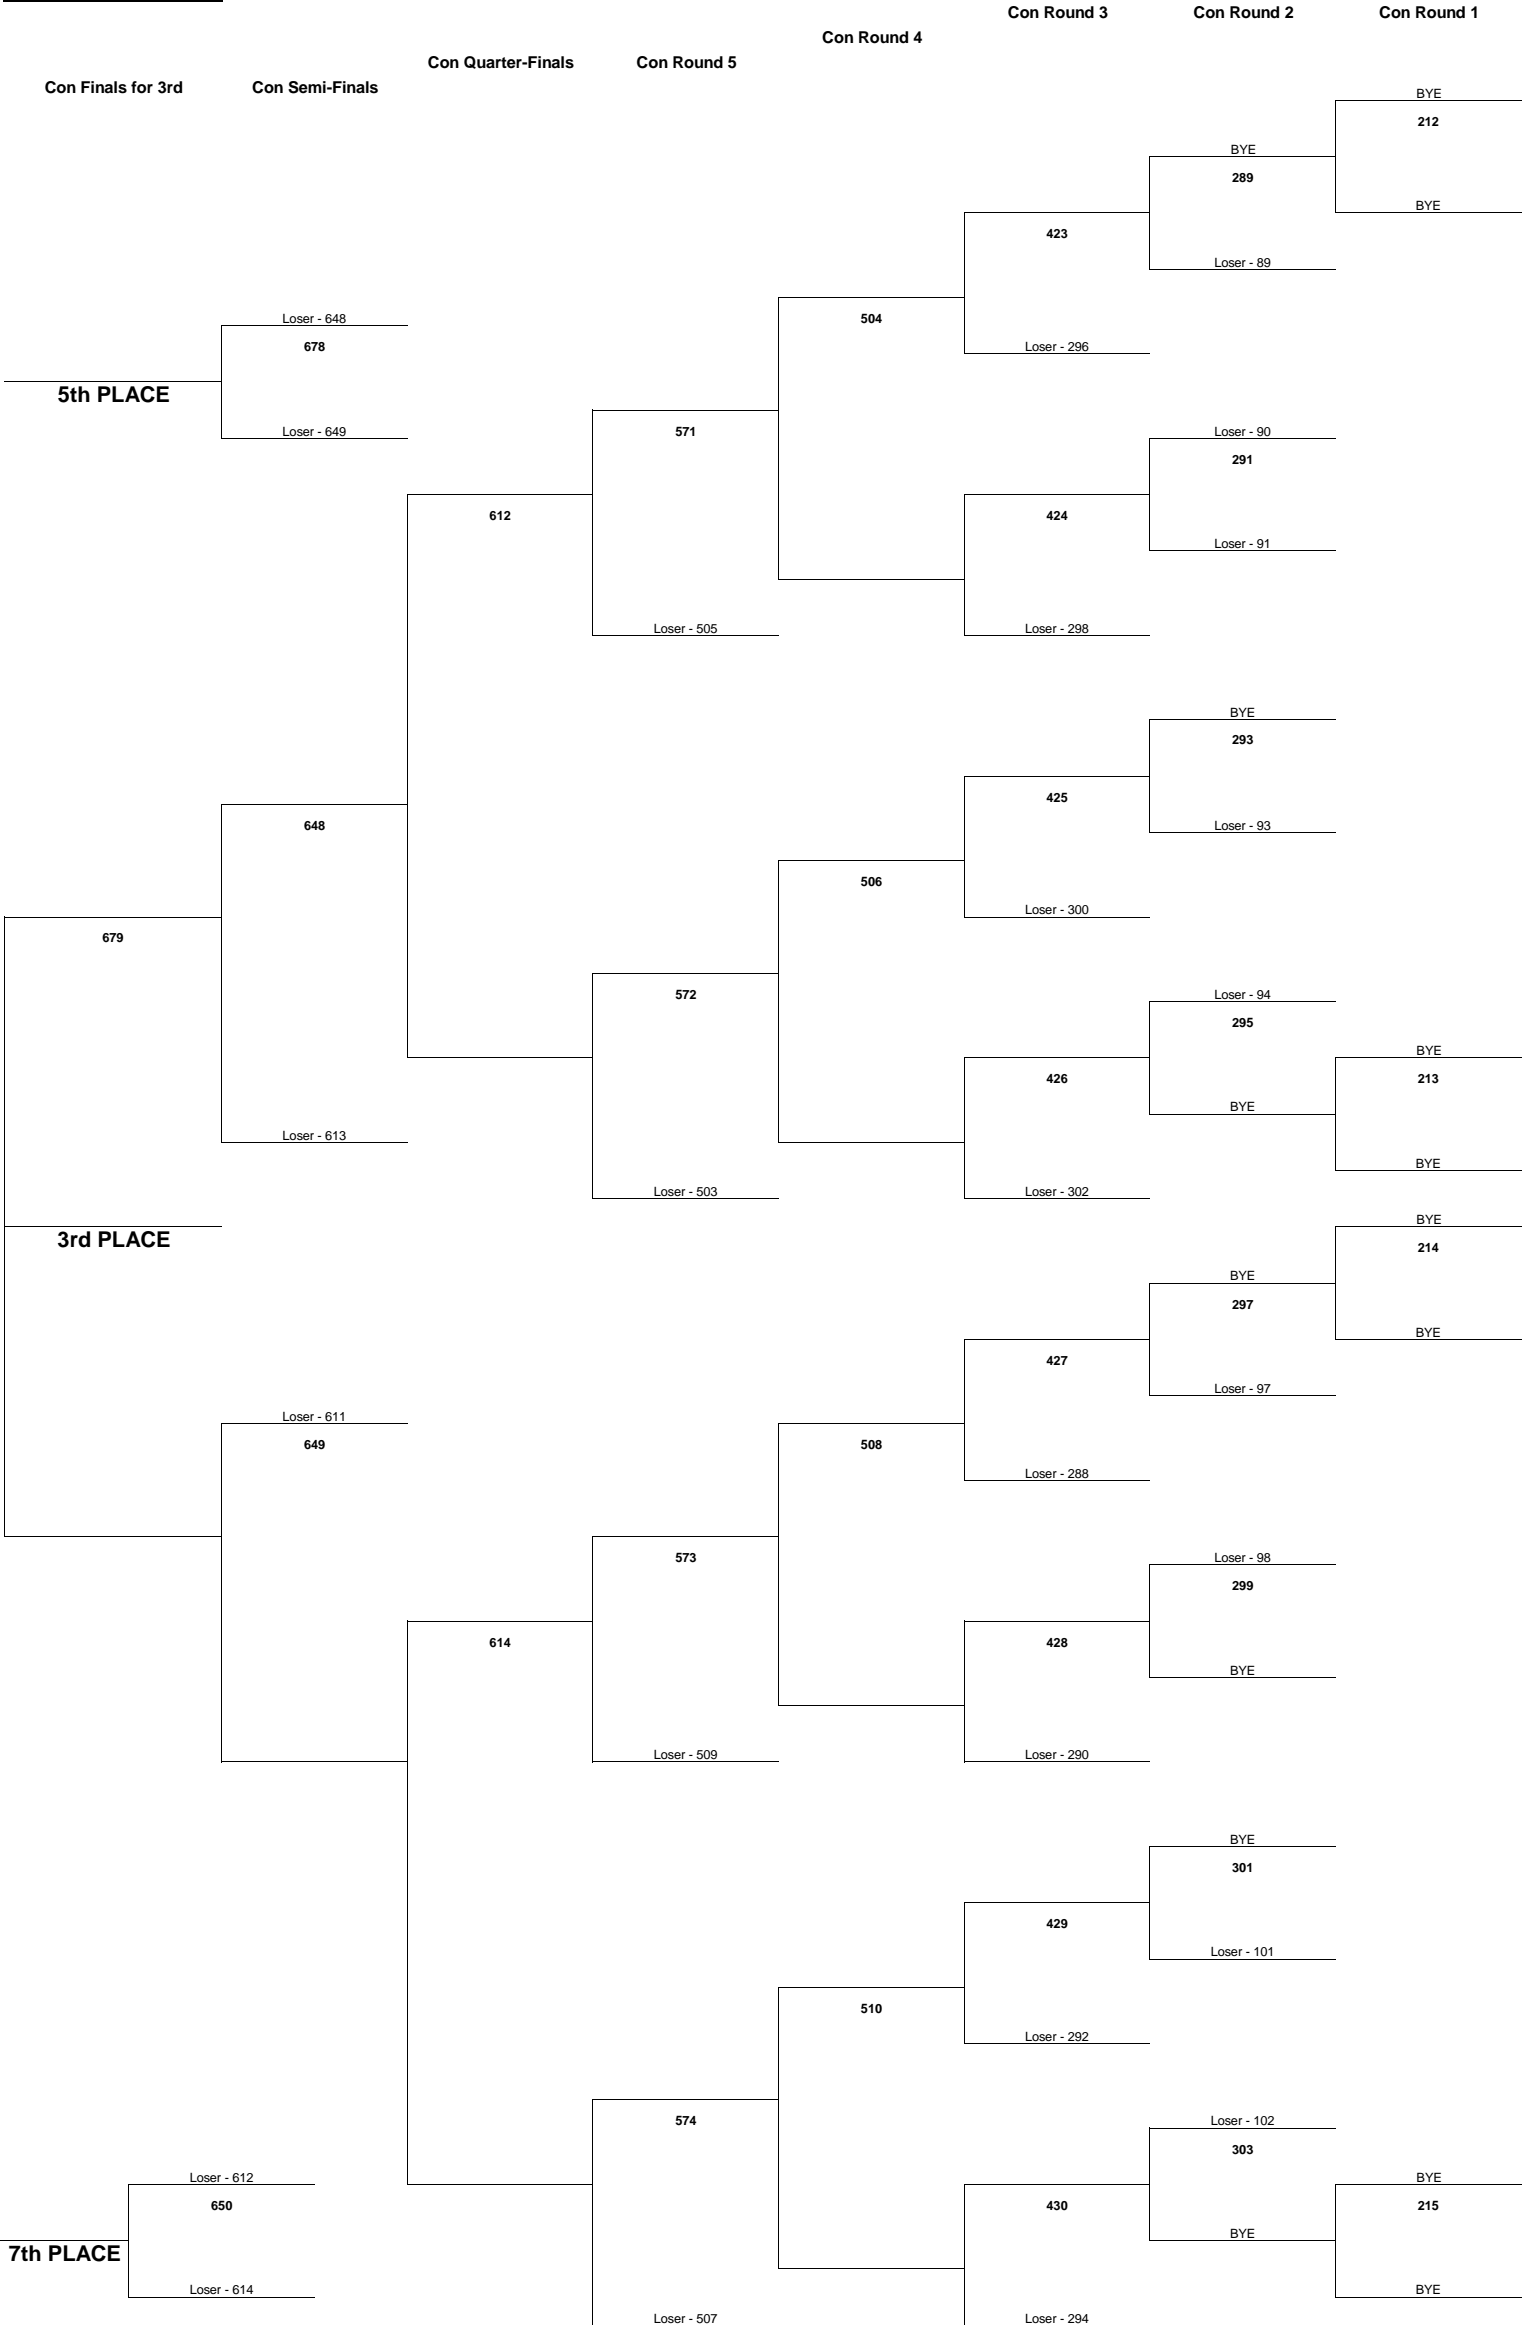 Con Round 3 Con Round 2 Con Round 1
Con Round 4
Con Quarter-Finals Con Round 5
Con Finals for 3rd Con Semi-Finals
BYE
212
BYE
289
BYE
423
Loser - 89
Loser - 648
504
678
Loser - 296
5th PLACE
Loser - 649
571
Loser - 90
291
612
424
Loser - 91
Loser - 505
Loser - 298
BYE
293
425
648
Loser - 93
506
Loser - 300
679
572
Loser - 94
295
BYE
426
213
BYE
Loser - 613
BYE
Loser - 503
Loser - 302
BYE
3rd PLACE
214
BYE
297
BYE
427
Loser - 97
Loser - 611
649
508
Loser - 288
573
Loser - 98
299
614
428
BYE
Loser - 509
Loser - 290
BYE
301
429
Loser - 101
510
Loser - 292
574
Loser - 102
303
Loser - 612
BYE
650
430
215
BYE
7th PLACE
Loser - 614
BYE
Loser - 507
Loser - 294